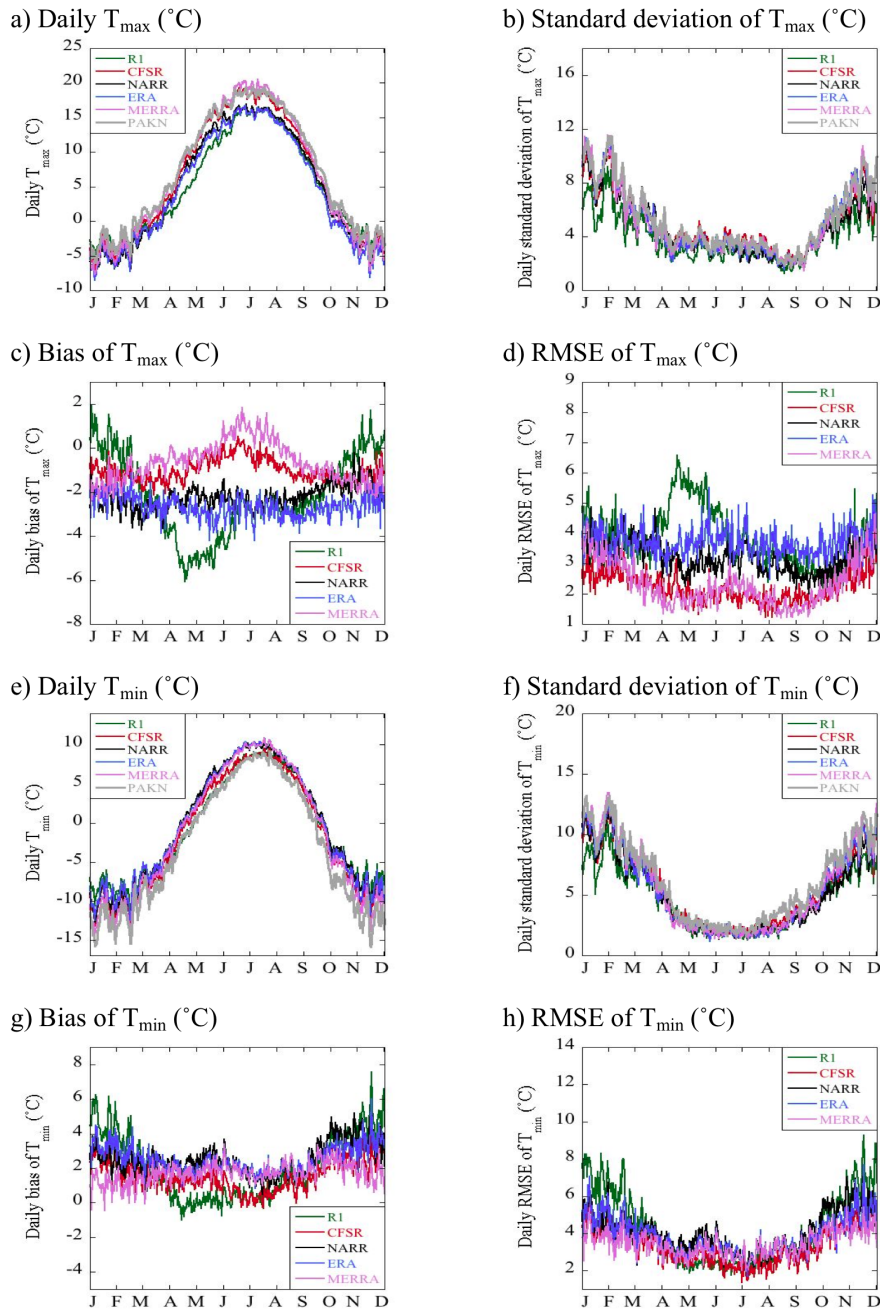 a) Daily Tmax (˚C)
25
20
15
10
5
0
-5
-10
Daily Tmax (°C)
R1
CFSR
NARR
ERA
MERRA
PAKN
J F M A M J J A S O N D
b) Standard deviation of Tmax (˚C)
16
12
8
4
0
Daily standard deviation of Tmax (°C)
R1
CFSR
NARR
ERA
MERRA
PAKN
J F M A M J J A S O N D
c) Bias of Tmax (˚C)
2
0
-2
-4
-6
-8
Daily bias of Tmax (°C)
R1
CFSR
NARR
ERA
MERRA
J F M A M J J A S O N D
d) RMSE of Tmax (˚C)
9
8
7
6
5
4
3
2
1
Daily RMSE of Tmax (°C)
R1
CFSR
NARR
ERA
MERRA
J F M A M J J A S O N D
e) Daily Tmin (˚C)
10
5
0
-5
-10
-15
Daily Tmin (°C)
R1
CFSR
NARR
ERA
MERRA
PAKN
J F M A M J J A S O N D
f) Standard deviation of Tmin (˚C)
20
15
10
5
0
Daily standard deviation of Tmin (°C)
R1
CFSR
NARR
ERA
MERRA
PAKN
J F M A M J J A S O N D
g) Bias of Tmin (˚C)
8
6
4
2
0
-2
-4
Daily bias of Tmin (°C)
R1
CFSR
NARR
ERA
MERRA
J F M A M J J A S O N D
h) RMSE of Tmin (˚C)
14
12
10
8
6
4
2
Daily RMSE of Tmin (°C)
R1
CFSR
NARR
ERA
MERRA
J F M A M J J A S O N D